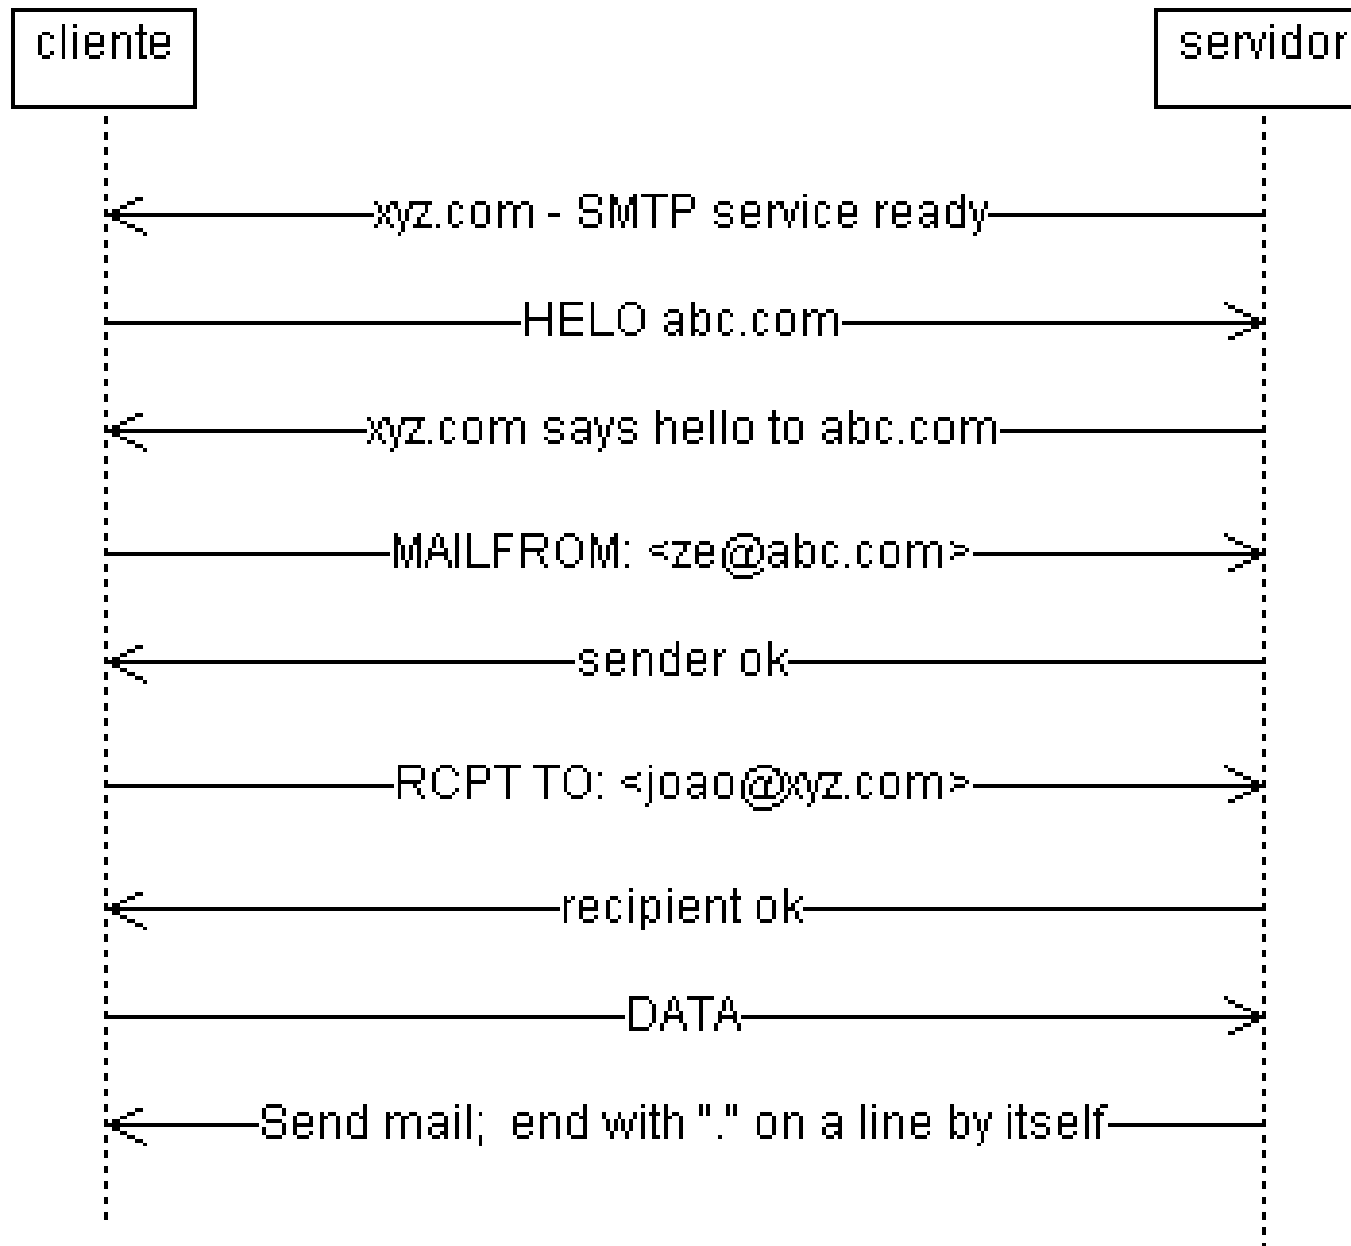 cliente
servidor
xyz.com - SMTP service ready
HELO abc.com
xyz.com says hello to abc.com
MAILFROM: <ze@abc.com>
sender ok
RCPT TO: <joao@xyz.com>
recipient ok
DATA
Send mail;  end with "." on a line by itself